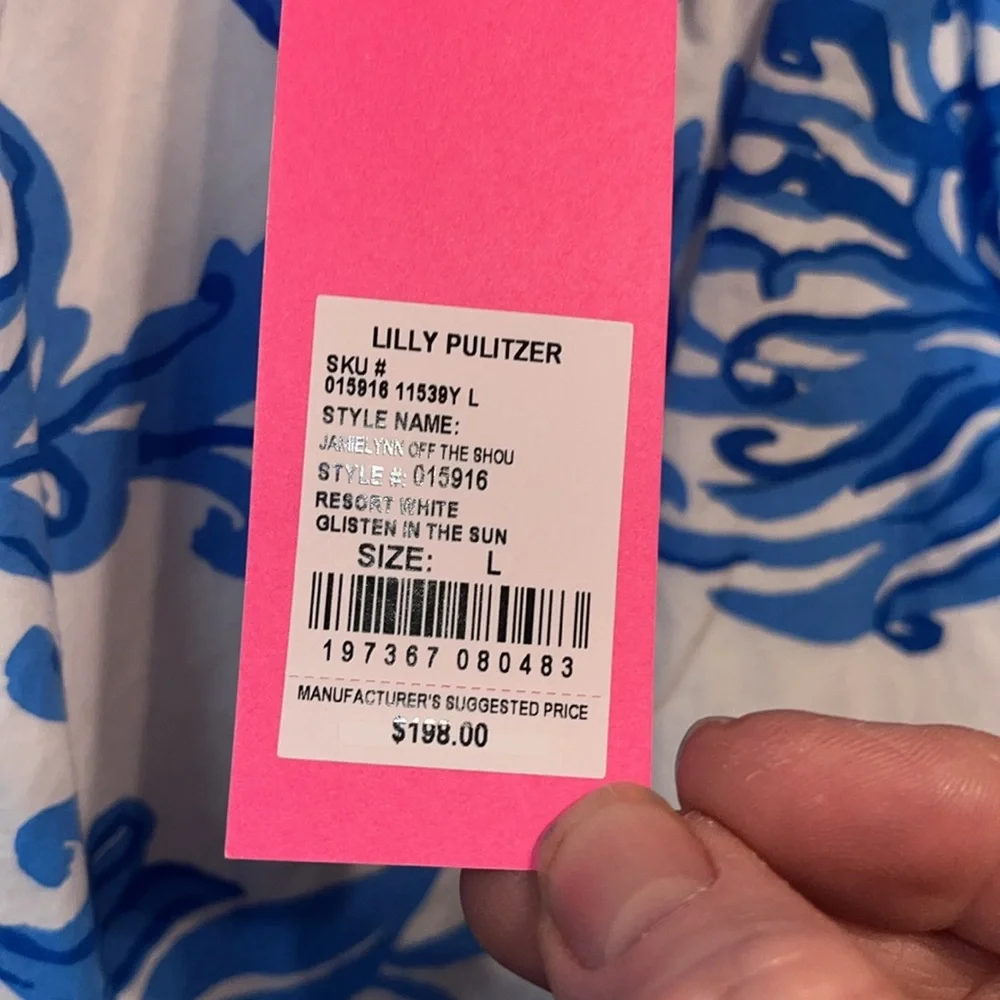 LILLY PULITZER
SKU #
015916 11539Y L
STYLE NAME:
JAMIELYNN OFF THE SHOU
STYLE #: 015916
RESORT WHITE
GLISTEN IN THE SUN
SIZE: L
197367 080483
MANUFACTURER'S SUGGESTED PRICE
$198.00